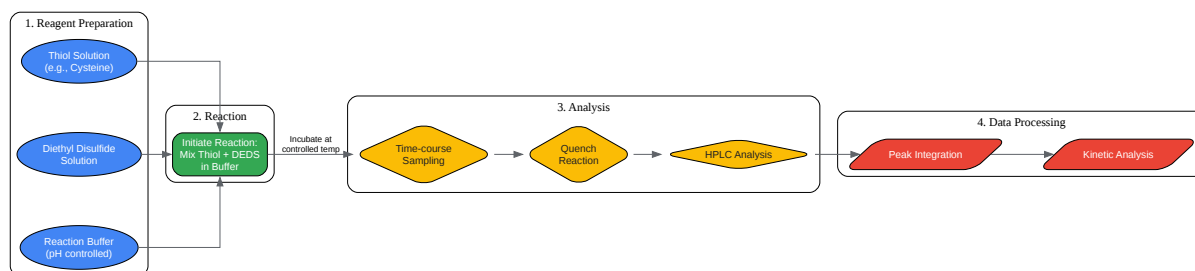 1. Reagent Preparation
Thiol Solution
(e.g., Cysteine)
Diethyl Disulfide
Solution
Reaction Buffer
(pH controlled)
2. Reaction
Initiate Reaction:
Mix Thiol + DEDS
in Buffer
Incubate at
controlled temp
3. Analysis
Time-course
Sampling
Quench
Reaction
HPLC Analysis
4. Data Processing
Peak Integration
Kinetic Analysis